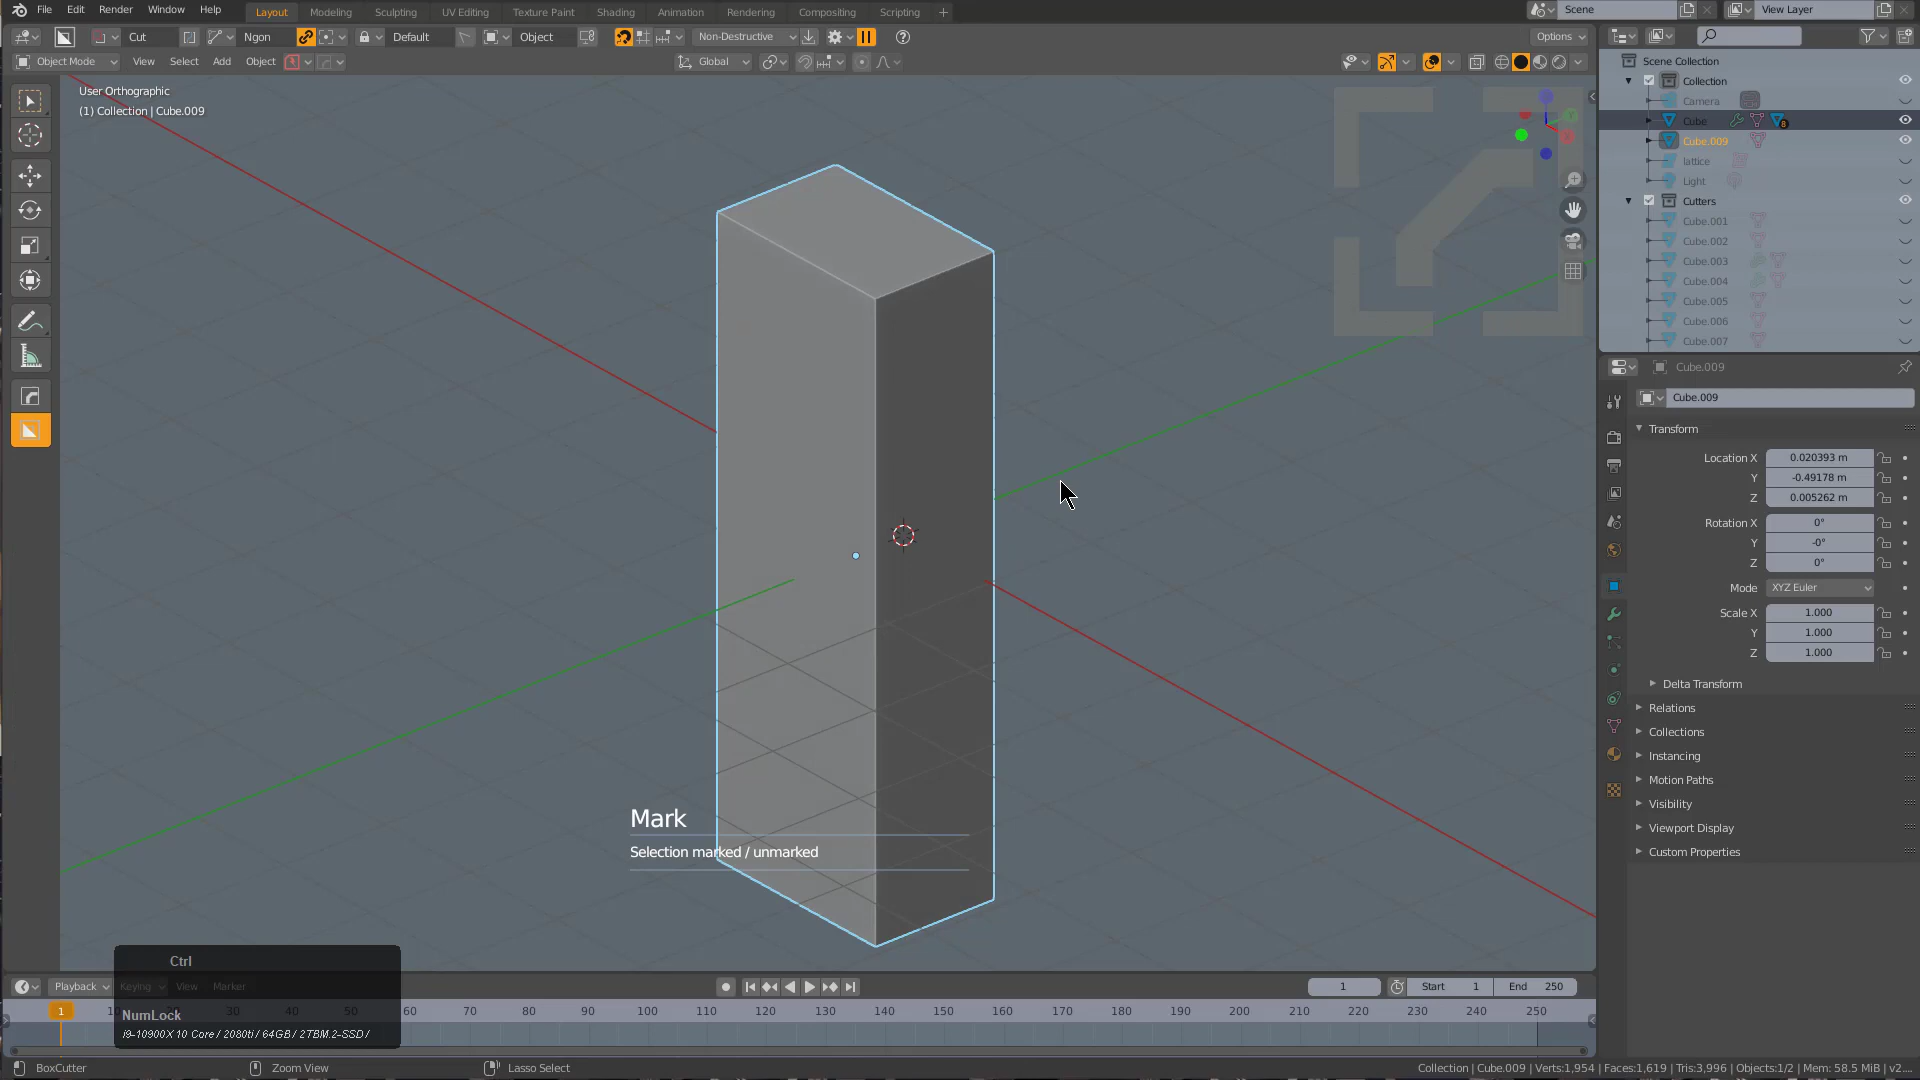 File Edit Render Window Help Layout Modeling Sculpting UV Editing Texture Paint Shading Animation Rendering Compositing Scripting + Scene View Layer
Cut Ngon Default Object Non-Destructive Options
Object Mode View Select Add Object Global
User Orthographic
(1) Collection | Cube.009
Scene Collection
Collection
Camera
Cube 8
Cube.009
lattice
Light
Cutters
Cube.001
Cube.002
Cube.003
Cube.004
Cube.005
Cube.006
Cube.007
Cube.009
Cube.009
Transform
Location X 0.020393 m
Y -0.49178 m
Z 0.005262 m
Rotation X 0°
Y -0°
Z 0°
Mode XYZ Euler
Scale X 1.000
Y 1.000
Z 1.000
Delta Transform
Relations
Collections
Instancing
Motion Paths
Visibility
Viewport Display
Custom Properties
Mark
Selection marked / unmarked
Ctrl
NumLock
i9-10900X 10 Core / 2080ti / 64GB / 2TBM.2-SSD /
Playback Keying View Marker 1 Start 1 End 250
1 10 30 40 50 60 70 80 90 100 110 120 130 140 150 160 170 180 190 200 210 220 230 240 250
BoxCutter Zoom View Lasso Select Collection | Cube.009 | Verts:1,954 | Faces:1,619 | Tris:3,996 | Objects:1/2 | Mem: 58.5 MiB | v2....